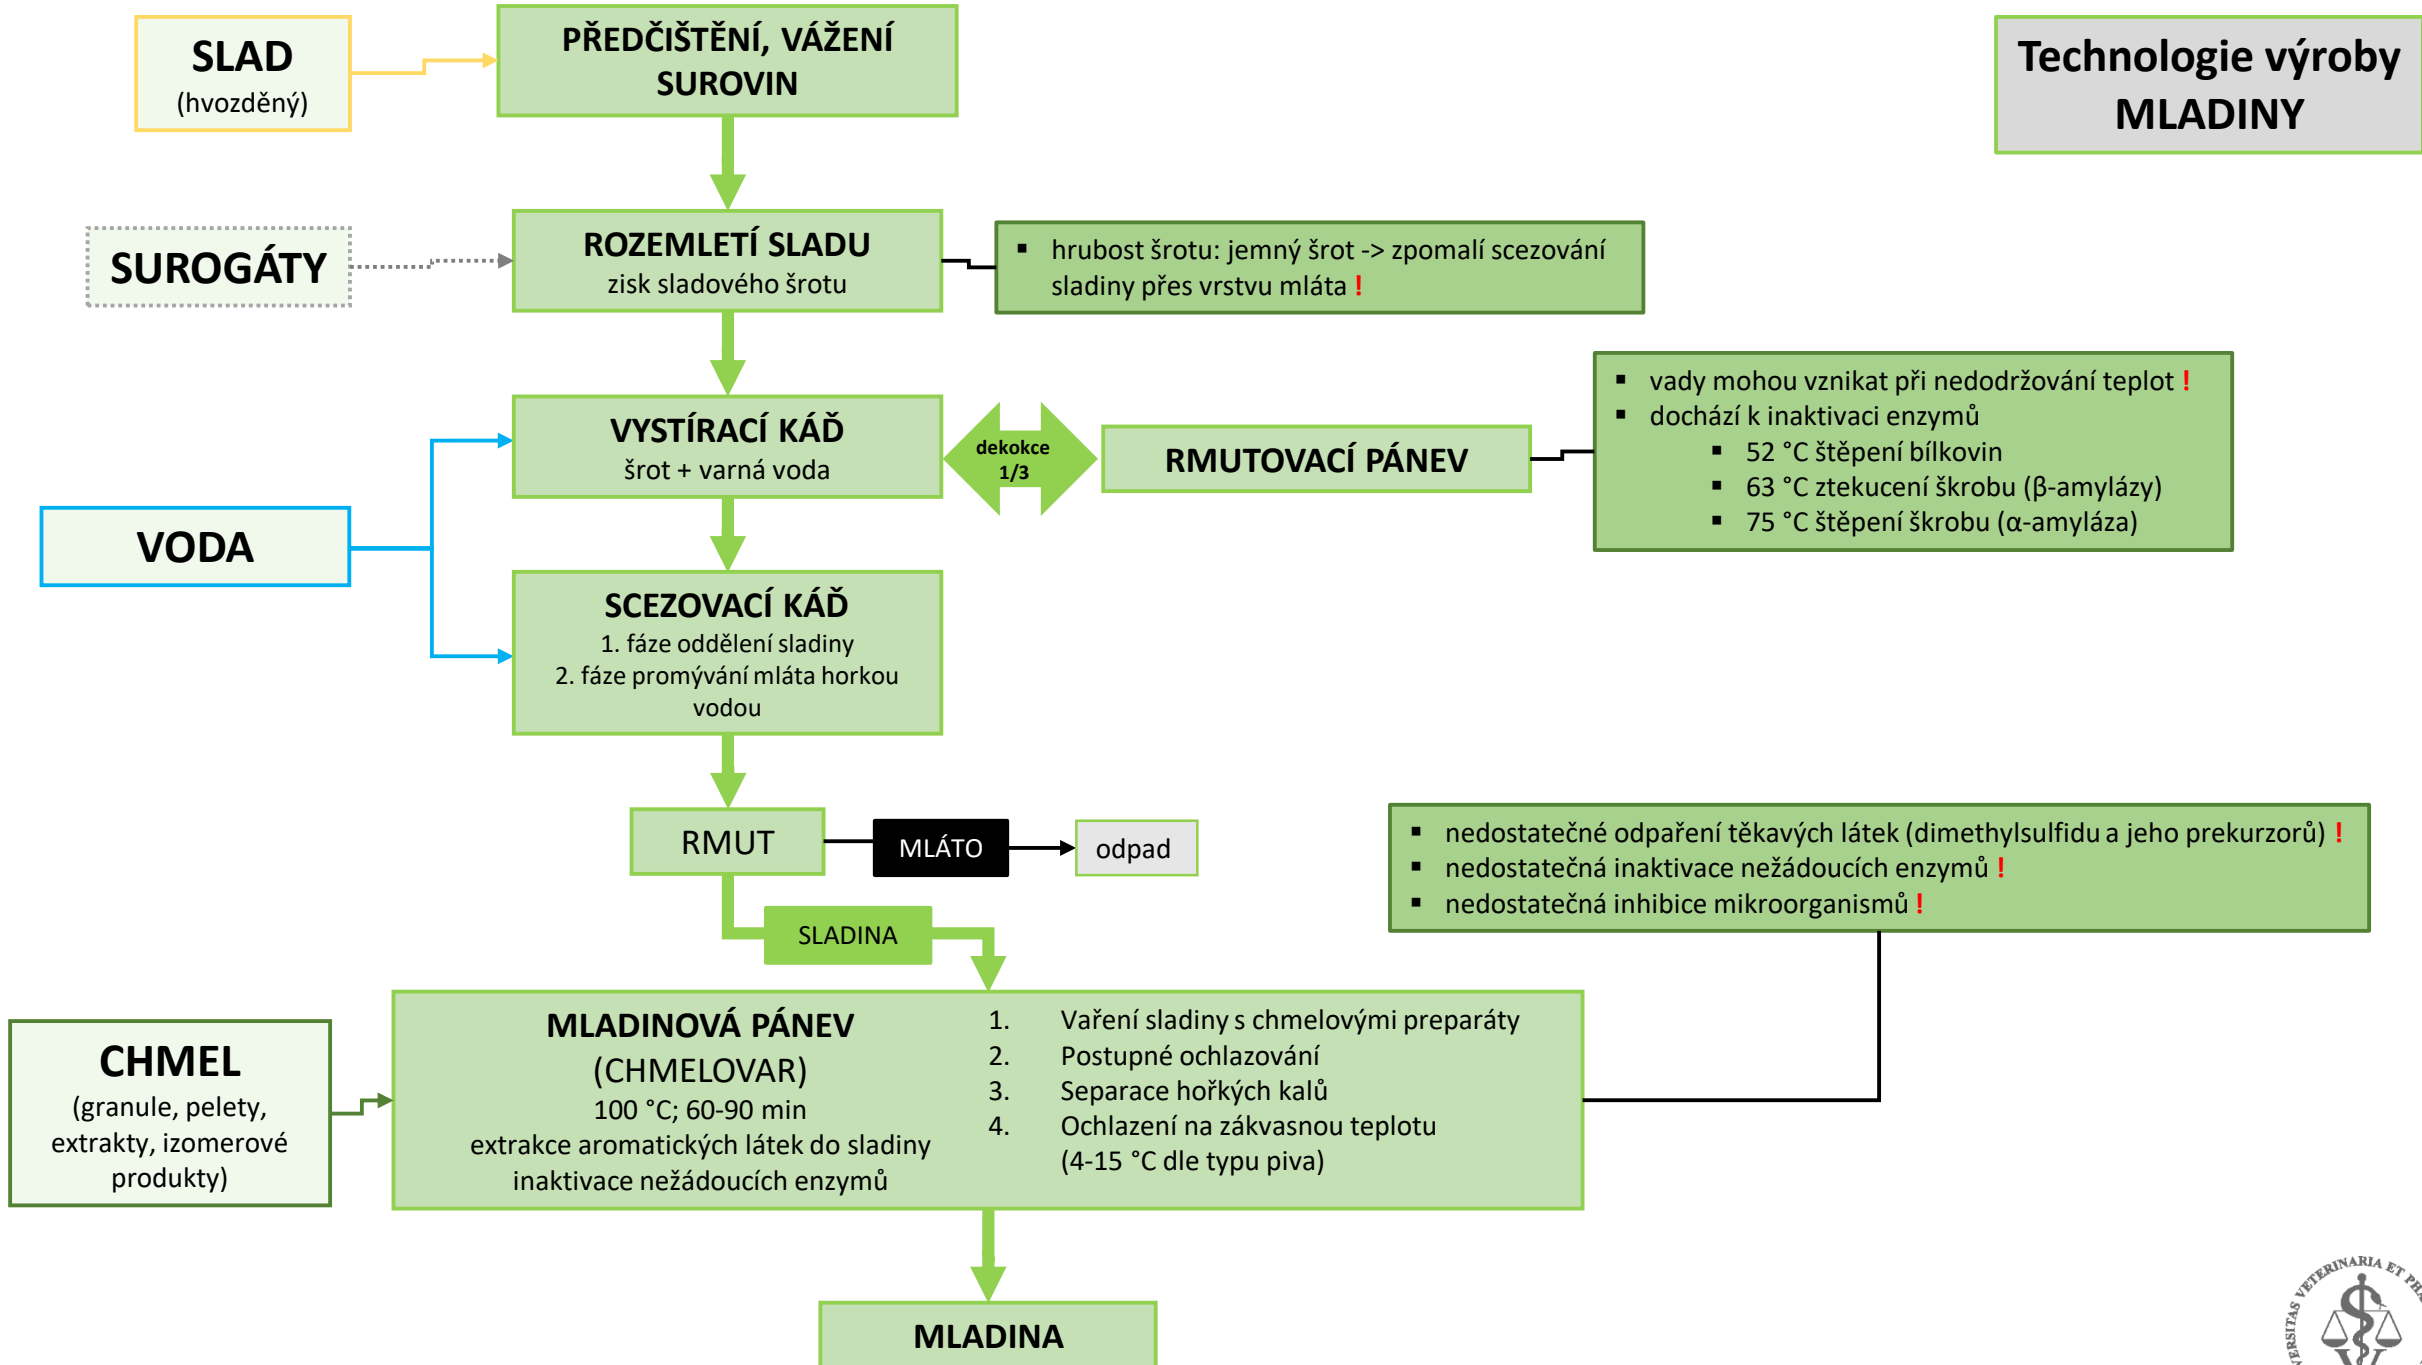 SLAD
(hvozděný)
PŘEDČIŠTĚNÍ, VÁŽENÍ
SUROVIN
Technologie výroby
MLADINY
SUROGÁTY
ROZEMLETÍ SLADU
zisk sladového šrotu
▪ hrubost šrotu: jemný šrot -> zpomalí scezování
sladiny přes vrstvu mláta !
VYSTÍRACÍ KÁĎ
šrot + varná voda
dekokce
1/3
RMUTOVACÍ PÁNEV
▪ vady mohou vznikat při nedodržování teplot !
▪ dochází k inaktivaci enzymů
▪ 52 °C štěpení bílkovin
▪ 63 °C ztekucení škrobu (β-amylázy)
▪ 75 °C štěpení škrobu (α-amyláza)
VODA
SCEZOVACÍ KÁĎ
1. fáze oddělení sladiny
2. fáze promývání mláta horkou
vodou
RMUT
MLÁTO
odpad
SLADINA
▪ nedostatečné odpaření těkavých látek (dimethylsulfidu a jeho prekurzorů) !
▪ nedostatečná inaktivace nežádoucích enzymů !
▪ nedostatečná inhibice mikroorganismů !
CHMEL
(granule, pelety,
extrakty, izomerové
produkty)
MLADINOVÁ PÁNEV
(CHMELOVAR)
100 °C; 60-90 min
extrakce aromatických látek do sladiny
inaktivace nežádoucích enzymů
1. Vaření sladiny s chmelovými preparáty
2. Postupné ochlazování
3. Separace hořkých kalů
4. Ochlazení na zákvasnou teplotu
(4-15 °C dle typu piva)
MLADINA
VETERINARIA ET